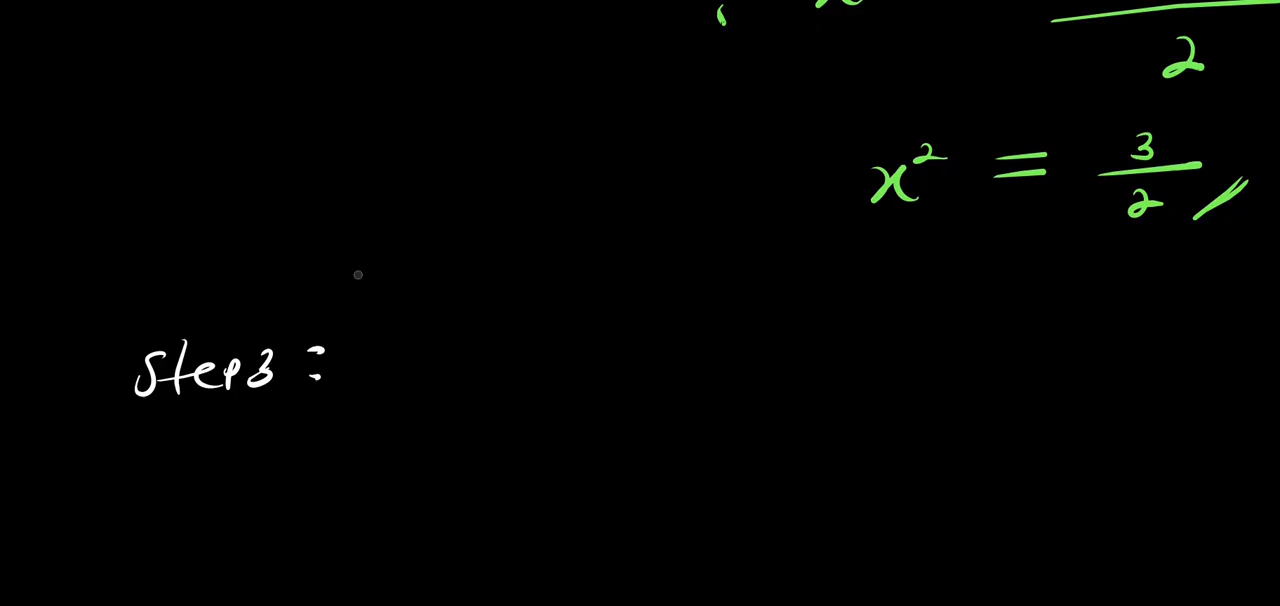 2
x² = 3/2
Step3 :